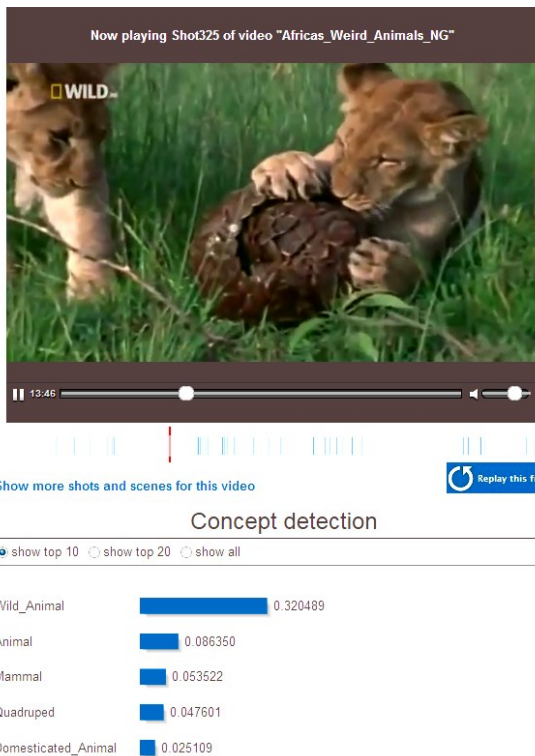 Now playing Shot325 of video "Africas_Weird_Animals_NG"
WILD
13:46
Show more shots and scenes for this video
Replay this f
Concept detection
show top 10 show top 20 show all
Wild_Animal 0.320489
Animal 0.086350
Mammal 0.053522
Quadruped 0.047601
Domesticated_Animal 0.025109